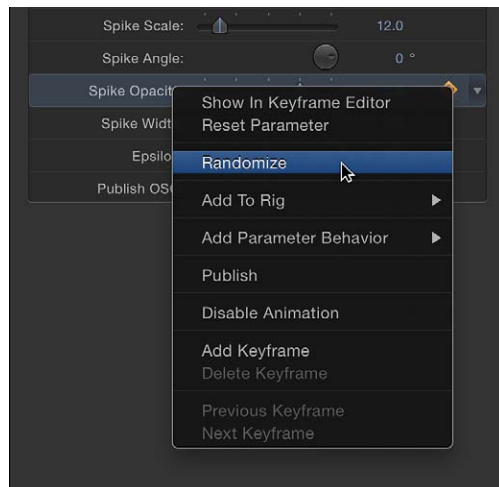 Spike Scale: 12.0
Spike Angle: 0 °
Spike Opacit
Spike Widt
Epsilo
Publish OS
Show In Keyframe Editor
Reset Parameter
Randomize
Add To Rig
Add Parameter Behavior
Publish
Disable Animation
Add Keyframe
Delete Keyframe
Previous Keyframe
Next Keyframe